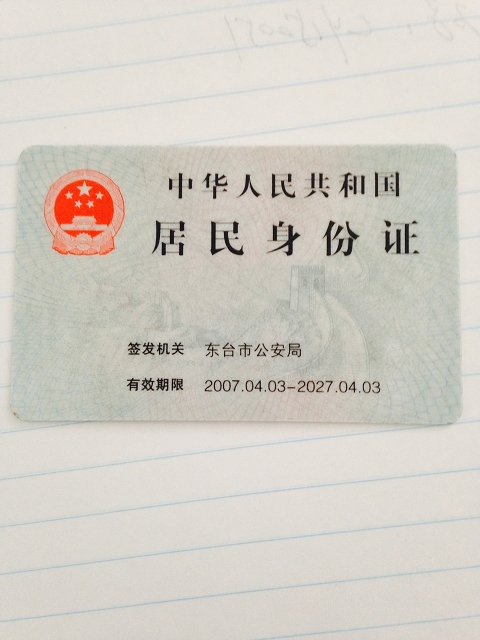 中华人民共和国
居民身份证
签发机关 东台市公安局
有效期限 2007.04.03-2027.04.03